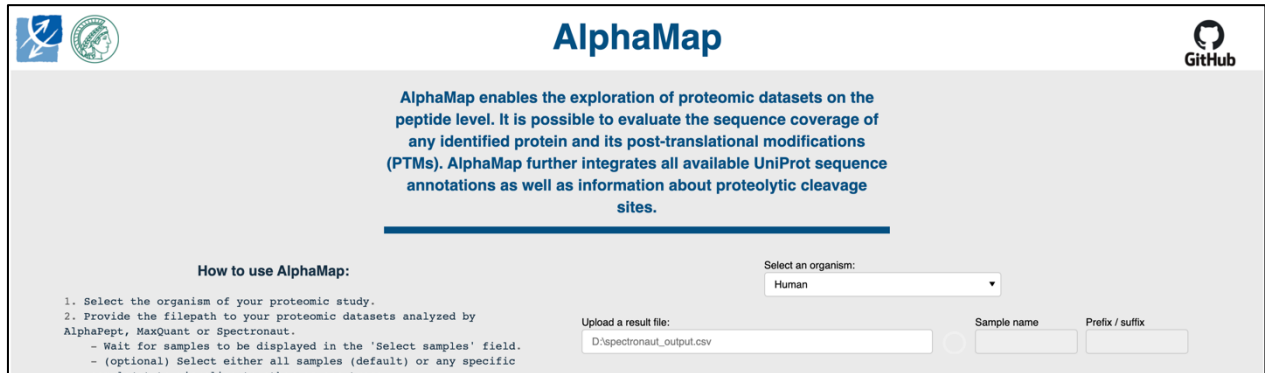 AlphaMap
GitHub
AlphaMap enables the exploration of proteomic datasets on the
peptide level. It is possible to evaluate the sequence coverage of
any identified protein and its post-translational modifications
(PTMs). AlphaMap further integrates all available UniProt sequence
annotations as well as information about proteolytic cleavage
sites.
How to use AlphaMap:
1. Select the organism of your proteomic study.
2. Provide the filepath to your proteomic datasets analyzed by
AlphaPept, MaxQuant or Spectronaut.
- Wait for samples to be displayed in the 'Select samples' field.
- (optional) Select either all samples (default) or any specific
Select an organism:
Human
Upload a result file:
D:\spectronaut_output.csv
Sample name
Prefix / suffix